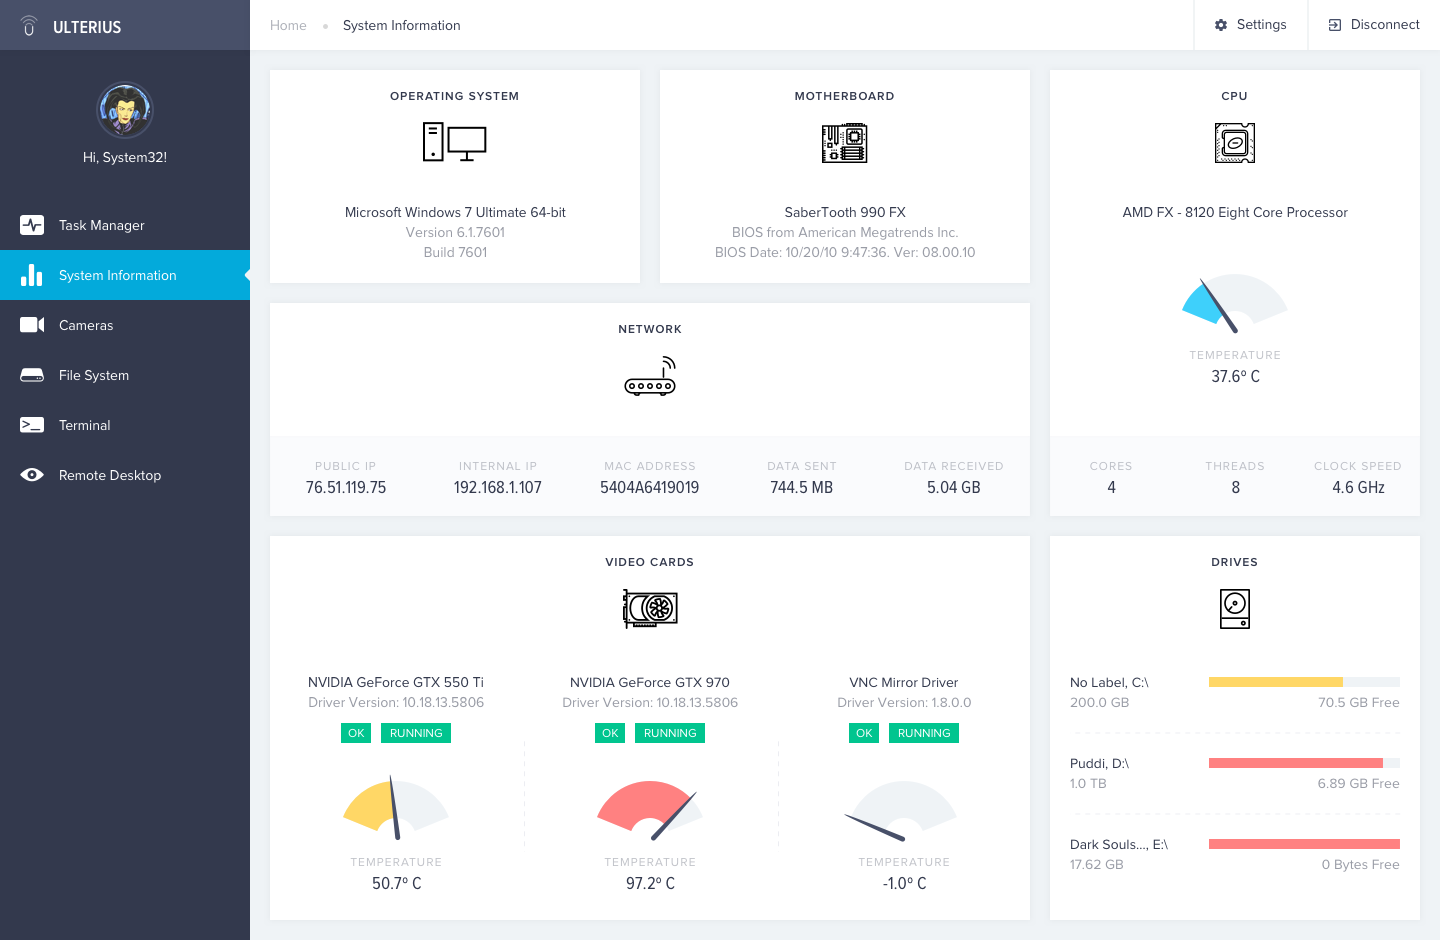 ULTERIUS
Home
System Information
Settings
Disconnect
Hi, System32!
Task Manager
System Information
Cameras
File System
Terminal
Remote Desktop
OPERATING SYSTEM
Microsoft Windows 7 Ultimate 64-bit
Version 6.1.7601
Build 7601
MOTHERBOARD
SaberTooth 990 FX
BIOS from American Megatrends Inc.
BIOS Date: 10/20/10 9:47:36. Ver: 08.00.10
CPU
AMD FX - 8120 Eight Core Processor
TEMPERATURE
37.6º C
CORES
4
THREADS
8
CLOCK SPEED
4.6 GHz
NETWORK
PUBLIC IP
76.51.119.75
INTERNAL IP
192.168.1.107
MAC ADDRESS
5404A6419019
DATA SENT
744.5 MB
DATA RECEIVED
5.04 GB
VIDEO CARDS
NVIDIA GeForce GTX 550 Ti
Driver Version: 10.18.13.5806
OK RUNNING
TEMPERATURE
50.7º C
NVIDIA GeForce GTX 970
Driver Version: 10.18.13.5806
OK RUNNING
TEMPERATURE
97.2º C
VNC Mirror Driver
Driver Version: 1.8.0.0
OK RUNNING
TEMPERATURE
-1.0º C
DRIVES
No Label, C:\
200.0 GB
70.5 GB Free
Puddi, D:\
1.0 TB
6.89 GB Free
Dark Souls..., E:\
17.62 GB
0 Bytes Free